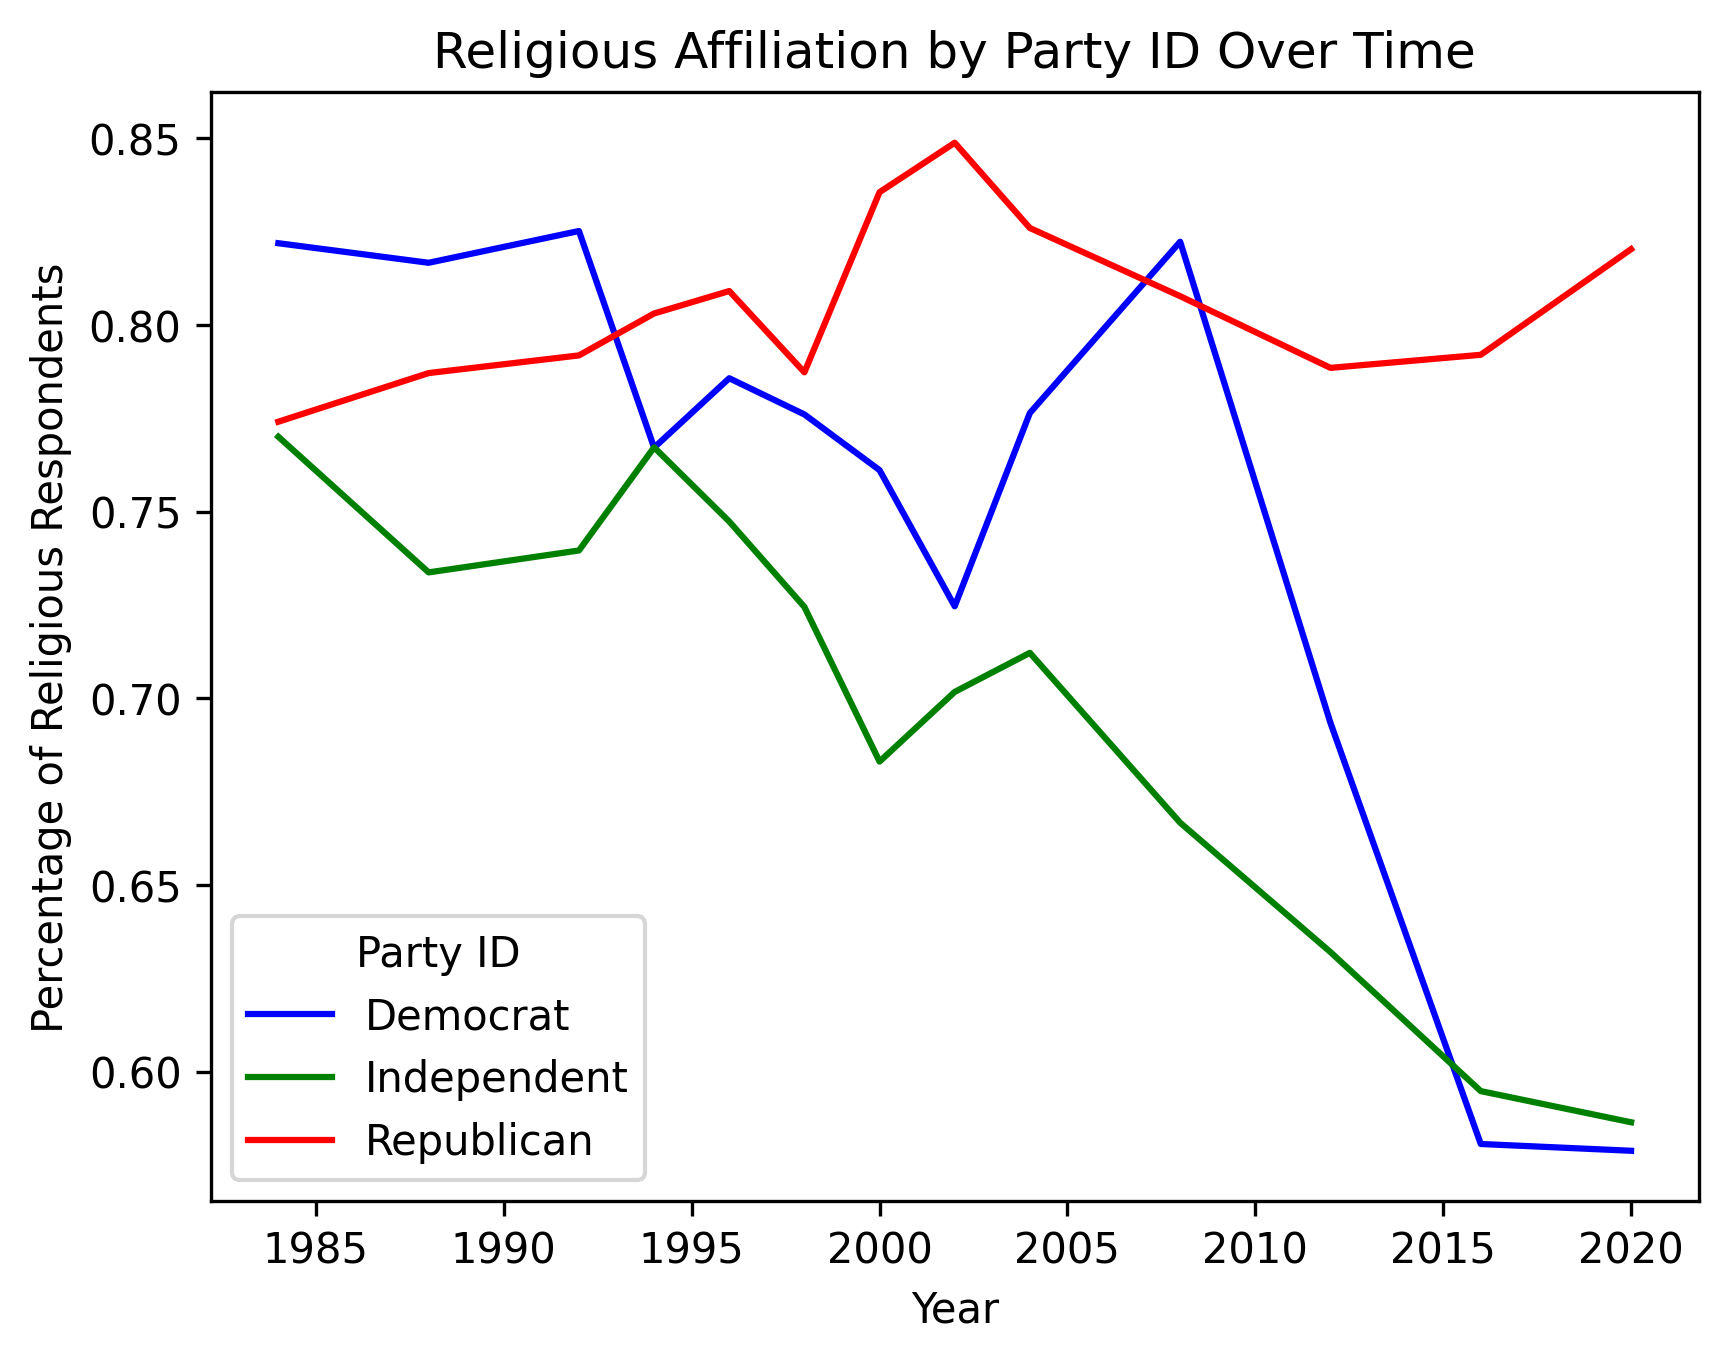 Religious Affiliation by Party ID Over Time
Percentage of Religious Respondents
0.85
0.80
0.75
0.70
0.65
0.60
Party ID
Democrat
Independent
Republican
1985 1990 1995 2000 2005 2010 2015 2020
Year